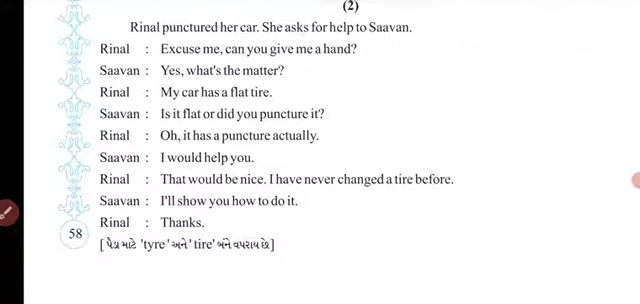 (2)
Rinal punctured her car. She asks for help to Saavan.
Rinal : Excuse me, can you give me a hand?
Saavan : Yes, what's the matter?
Rinal : My car has a flat tire.
Saavan : Is it flat or did you puncture it?
Rinal : Oh, it has a puncture actually.
Saavan : I would help you.
Rinal : That would be nice. I have never changed a tire before.
Saavan : I'll show you how to do it.
Rinal : Thanks.
58
[ પૈડા માટે 'tyre ' અને ' tire' બંને વપરાય છે]